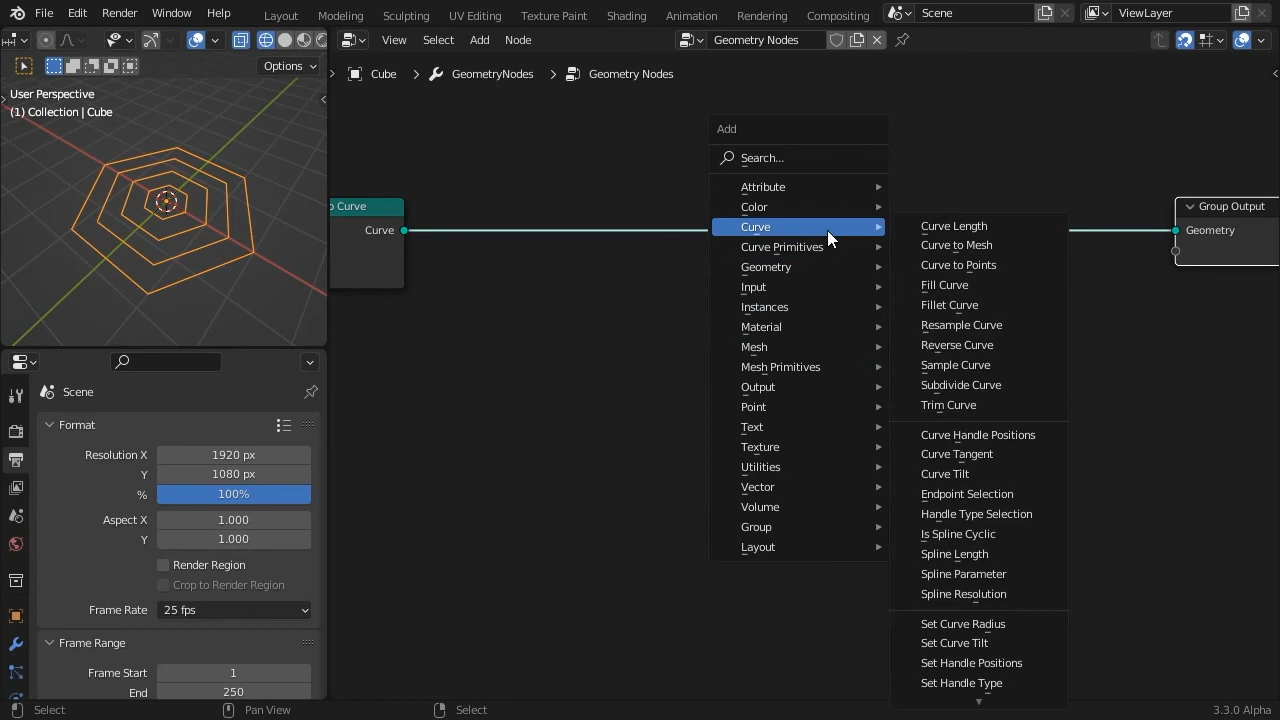 File Edit Render Window Help Layout Modeling Sculpting UV Editing Texture Paint Shading Animation Rendering Compositing Scene ViewLayer
View Select Add Node Geometry Nodes
Options
Cube GeometryNodes Geometry Nodes
User Perspective
(1) Collection | Cube
o Curve
Curve
Add
Search...
Attribute
Color
Curve
Curve Primitives
Geometry
Input
Instances
Material
Mesh
Mesh Primitives
Output
Point
Text
Texture
Utilities
Vector
Volume
Group
Layout
Curve Length
Curve to Mesh
Curve to Points
Fill Curve
Fillet Curve
Resample Curve
Reverse Curve
Sample Curve
Subdivide Curve
Trim Curve
Curve Handle Positions
Curve Tangent
Curve Tilt
Endpoint Selection
Handle Type Selection
Is Spline Cyclic
Spline Length
Spline Parameter
Spline Resolution
Set Curve Radius
Set Curve Tilt
Set Handle Positions
Set Handle Type
Group Output
Geometry
Scene
Format
Resolution X 1920 px
Y 1080 px
% 100%
Aspect X 1.000
Y 1.000
Render Region
Crop to Render Region
Frame Rate 25 fps
Frame Range
Frame Start 1
End 250
Select Pan View Select 3.3.0 Alpha